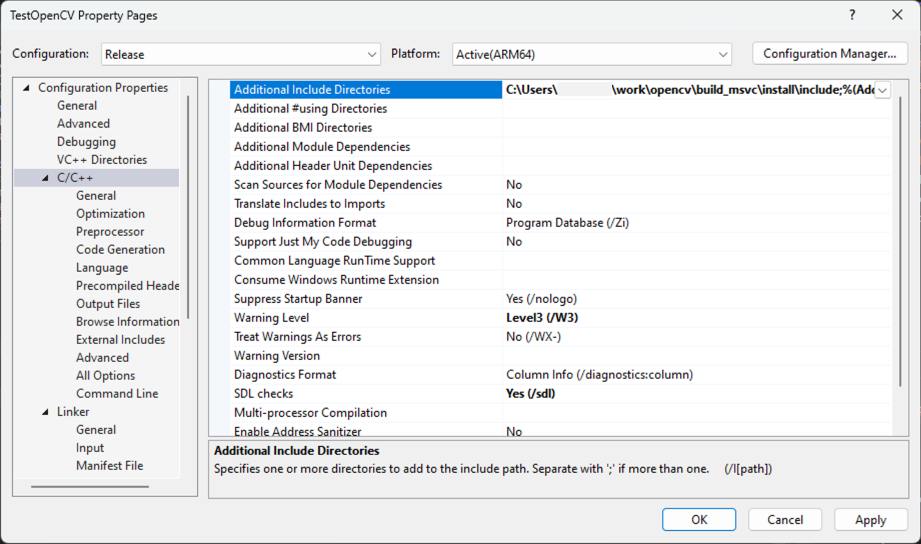 TestOpenCV Property Pages
Configuration: Release Platform: Active(ARM64) Configuration Manager...
Configuration Properties
General
Advanced
Debugging
VC++ Directories
C/C++
General
Optimization
Preprocessor
Code Generation
Language
Precompiled Heade
Output Files
Browse Information
External Includes
Advanced
All Options
Command Line
Linker
General
Input
Manifest File
Additional Include Directories C:\Users\ \work\opencv\build_msvc\install\include;%(Add
Additional #using Directories
Additional BMI Directories
Additional Module Dependencies
Additional Header Unit Dependencies
Scan Sources for Module Dependencies No
Translate Includes to Imports No
Debug Information Format Program Database (/Zi)
Support Just My Code Debugging No
Common Language RunTime Support
Consume Windows Runtime Extension
Suppress Startup Banner Yes (/nologo)
Warning Level Level3 (/W3)
Treat Warnings As Errors No (/WX-)
Warning Version
Diagnostics Format Column Info (/diagnostics:column)
SDL checks Yes (/sdl)
Multi-processor Compilation
Enable Address Sanitizer No
Additional Include Directories
Specifies one or more directories to add to the include path. Separate with ';' if more than one. (/I[path])
OK Cancel Apply